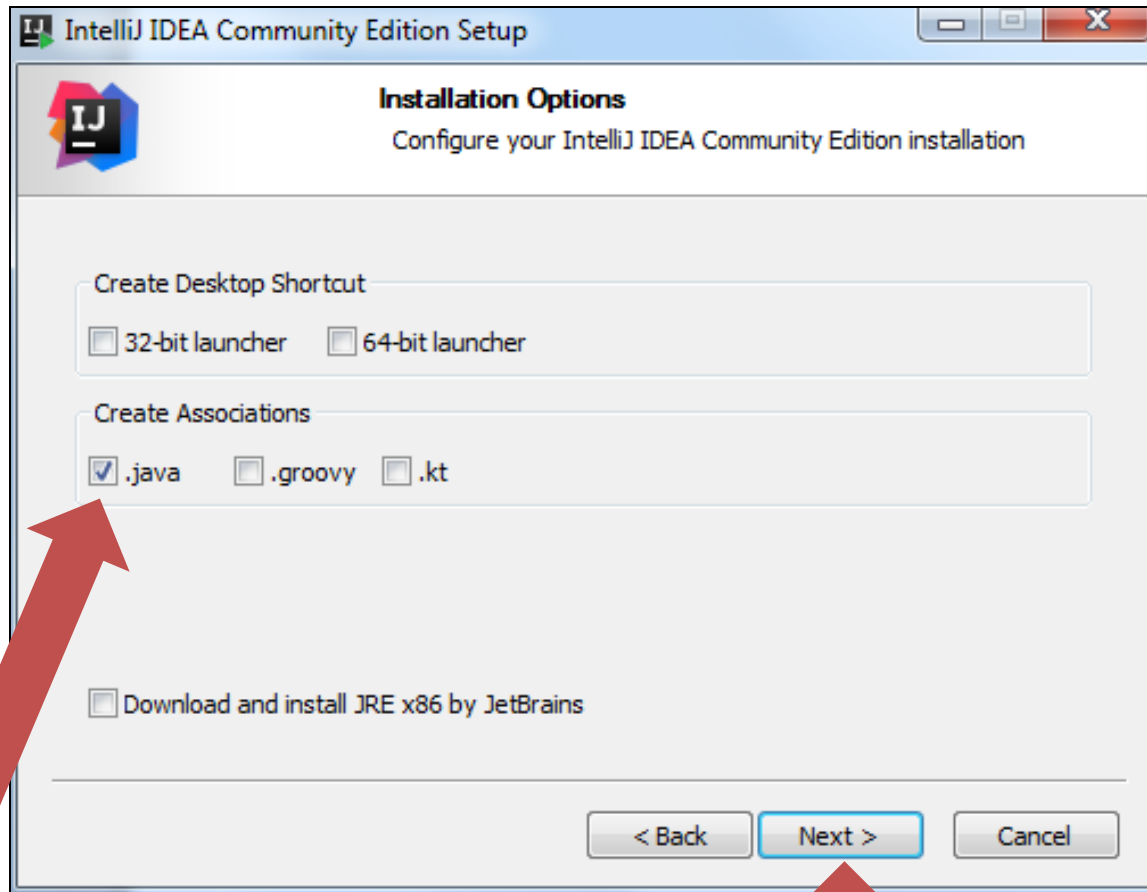 IntelliJ IDEA Community Edition Setup
IJ
Installation Options
Configure your IntelliJ IDEA Community Edition installation
Create Desktop Shortcut
32-bit launcher 64-bit launcher
Create Associations
.java .groovy .kt
Download and install JRE x86 by JetBrains
< Back Next > Cancel